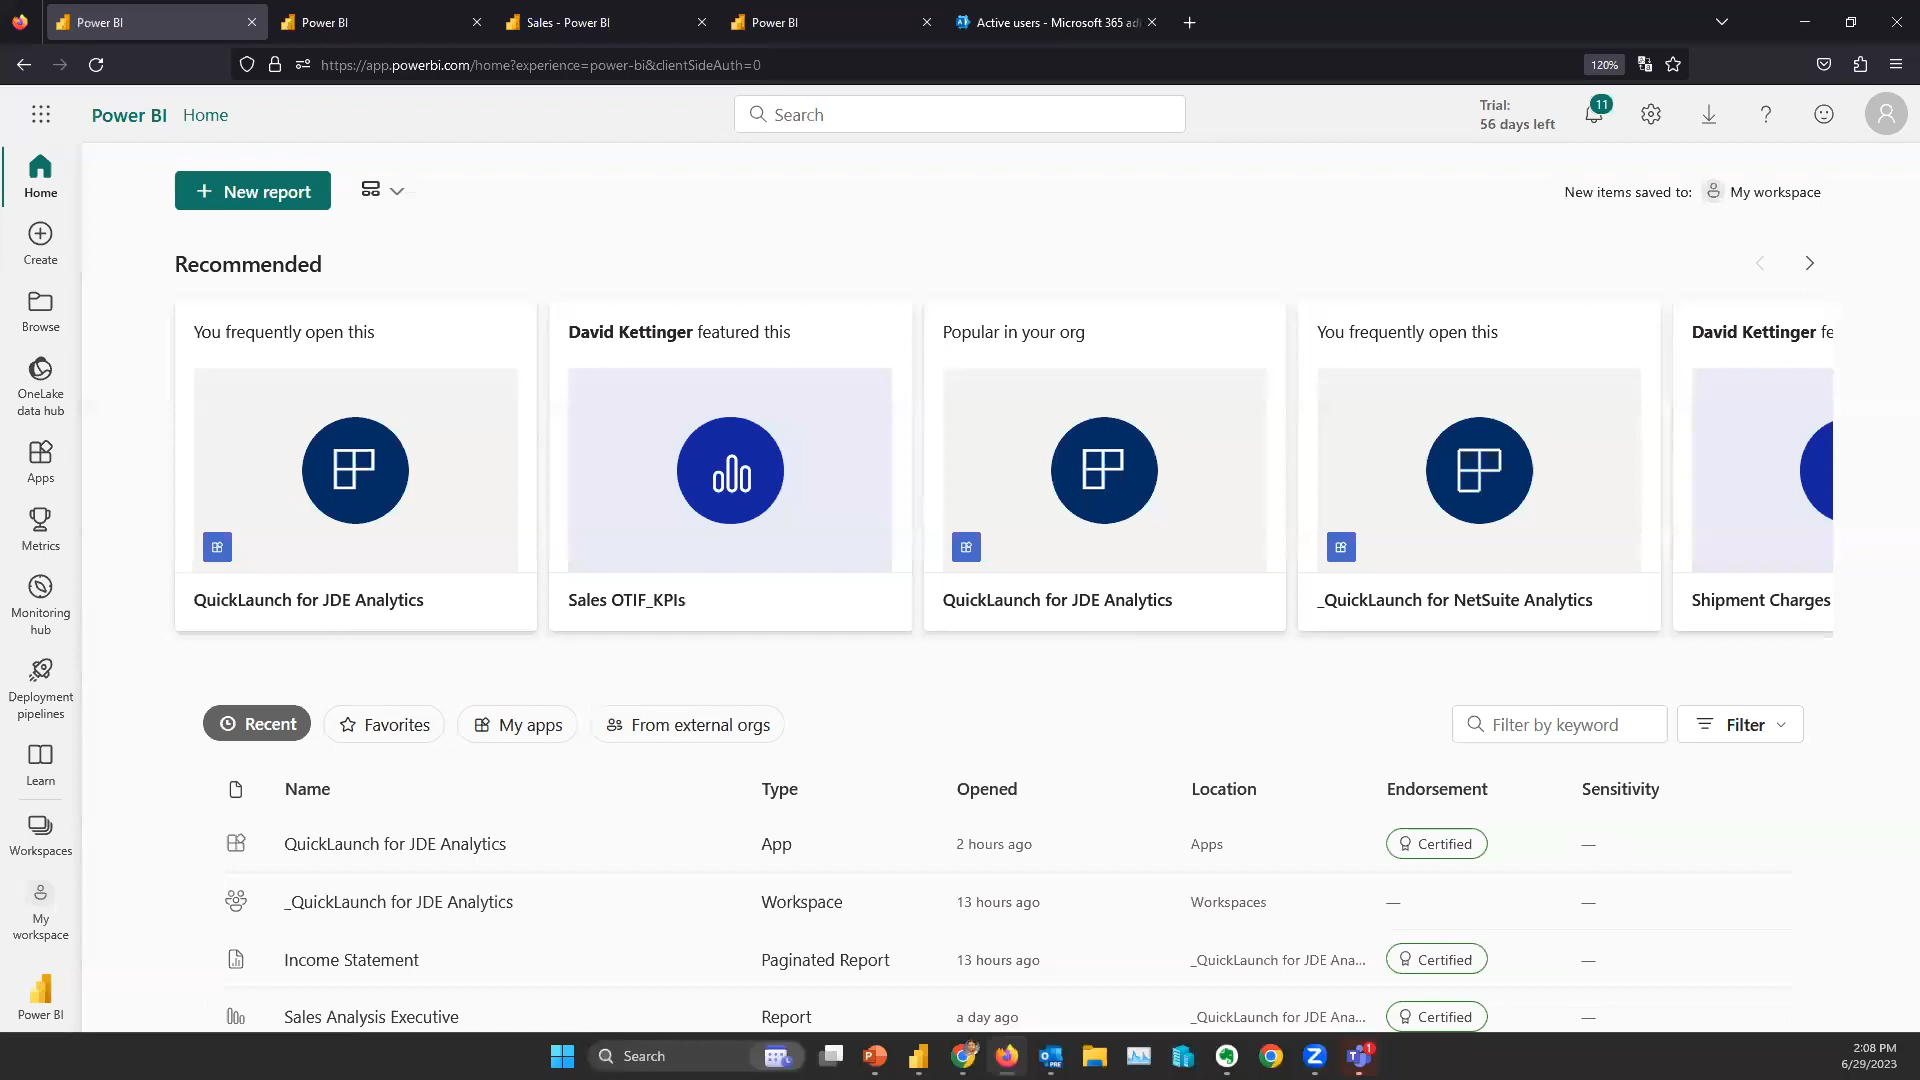 Power BI
Power BI
Sales - Power BI
Power BI
Active users - Microsoft 365 ad
https://app.powerbi.com/home?experience=power-bi&clientSideAuth=0
120%
Power BI Home
Search
Trial:
56 days left
11
Home
Create
Browse
OneLake
data hub
Apps
Metrics
Monitoring
hub
Deployment
pipelines
Learn
Workspaces
My
workspace
Power BI
New report
New items saved to: My workspace
Recommended
You frequently open this
David Kettinger featured this
Popular in your org
You frequently open this
David Kettinger fe
QuickLaunch for JDE Analytics
Sales OTIF_KPIs
QuickLaunch for JDE Analytics
_QuickLaunch for NetSuite Analytics
Shipment Charges
Recent
Favorites
My apps
From external orgs
Filter by keyword
Filter
Name Type Opened Location Endorsement Sensitivity
QuickLaunch for JDE Analytics App 2 hours ago Apps Certified —
_QuickLaunch for JDE Analytics Workspace 13 hours ago Workspaces — —
Income Statement Paginated Report 13 hours ago _QuickLaunch for JDE Ana... Certified —
Sales Analysis Executive Report a day ago _QuickLaunch for JDE Ana... Certified —
Search
1
2:08 PM
6/29/2023